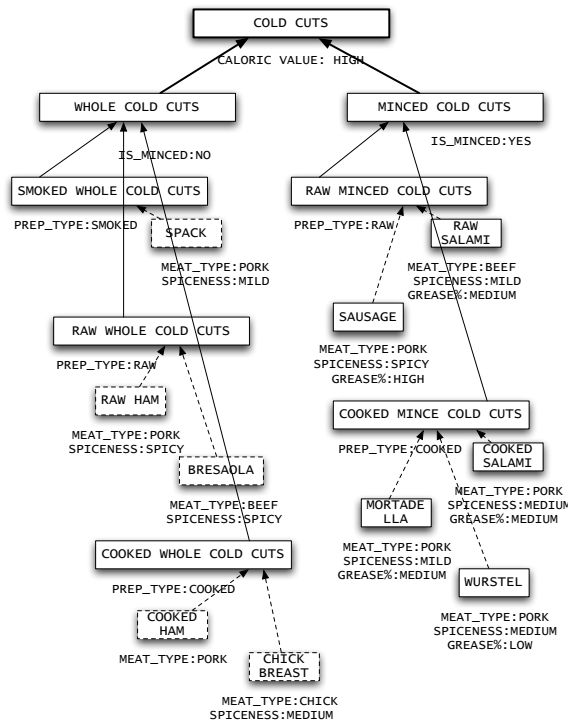 COLD CUTS
CALORIC VALUE: HIGH
WHOLE COLD CUTS
MINCED COLD CUTS
IS_MINCED:NO
IS_MINCED:YES
SMOKED WHOLE COLD CUTS
RAW MINCED COLD CUTS
PREP_TYPE:SMOKED
PREP_TYPE:RAW
SPACK
RAW
SALAMI
MEAT_TYPE:PORK
SPICENESS:MILD
MEAT_TYPE:BEEF
SPICENESS:MILD
GREASE%:MEDIUM
SAUSAGE
MEAT_TYPE:PORK
SPICENESS:SPICY
GREASE%:HIGH
RAW WHOLE COLD CUTS
PREP_TYPE:RAW
RAW HAM
MEAT_TYPE:PORK
SPICENESS:SPICY
BRESAOLA
MEAT_TYPE:BEEF
SPICENESS:SPICY
COOKED MINCE COLD CUTS
PREP_TYPE:COOKED
COOKED
SALAMI
MEAT_TYPE:PORK
SPICENESS:MEDIUM
GREASE%:MEDIUM
MORTADE
LLA
MEAT_TYPE:PORK
SPICENESS:MILD
GREASE%:MEDIUM
WURSTEL
MEAT_TYPE:PORK
SPICENESS:MEDIUM
GREASE%:LOW
COOKED WHOLE COLD CUTS
PREP_TYPE:COOKED
COOKED
HAM
MEAT_TYPE:PORK
CHICK
BREAST
MEAT_TYPE:CHICK
SPICENESS:MEDIUM